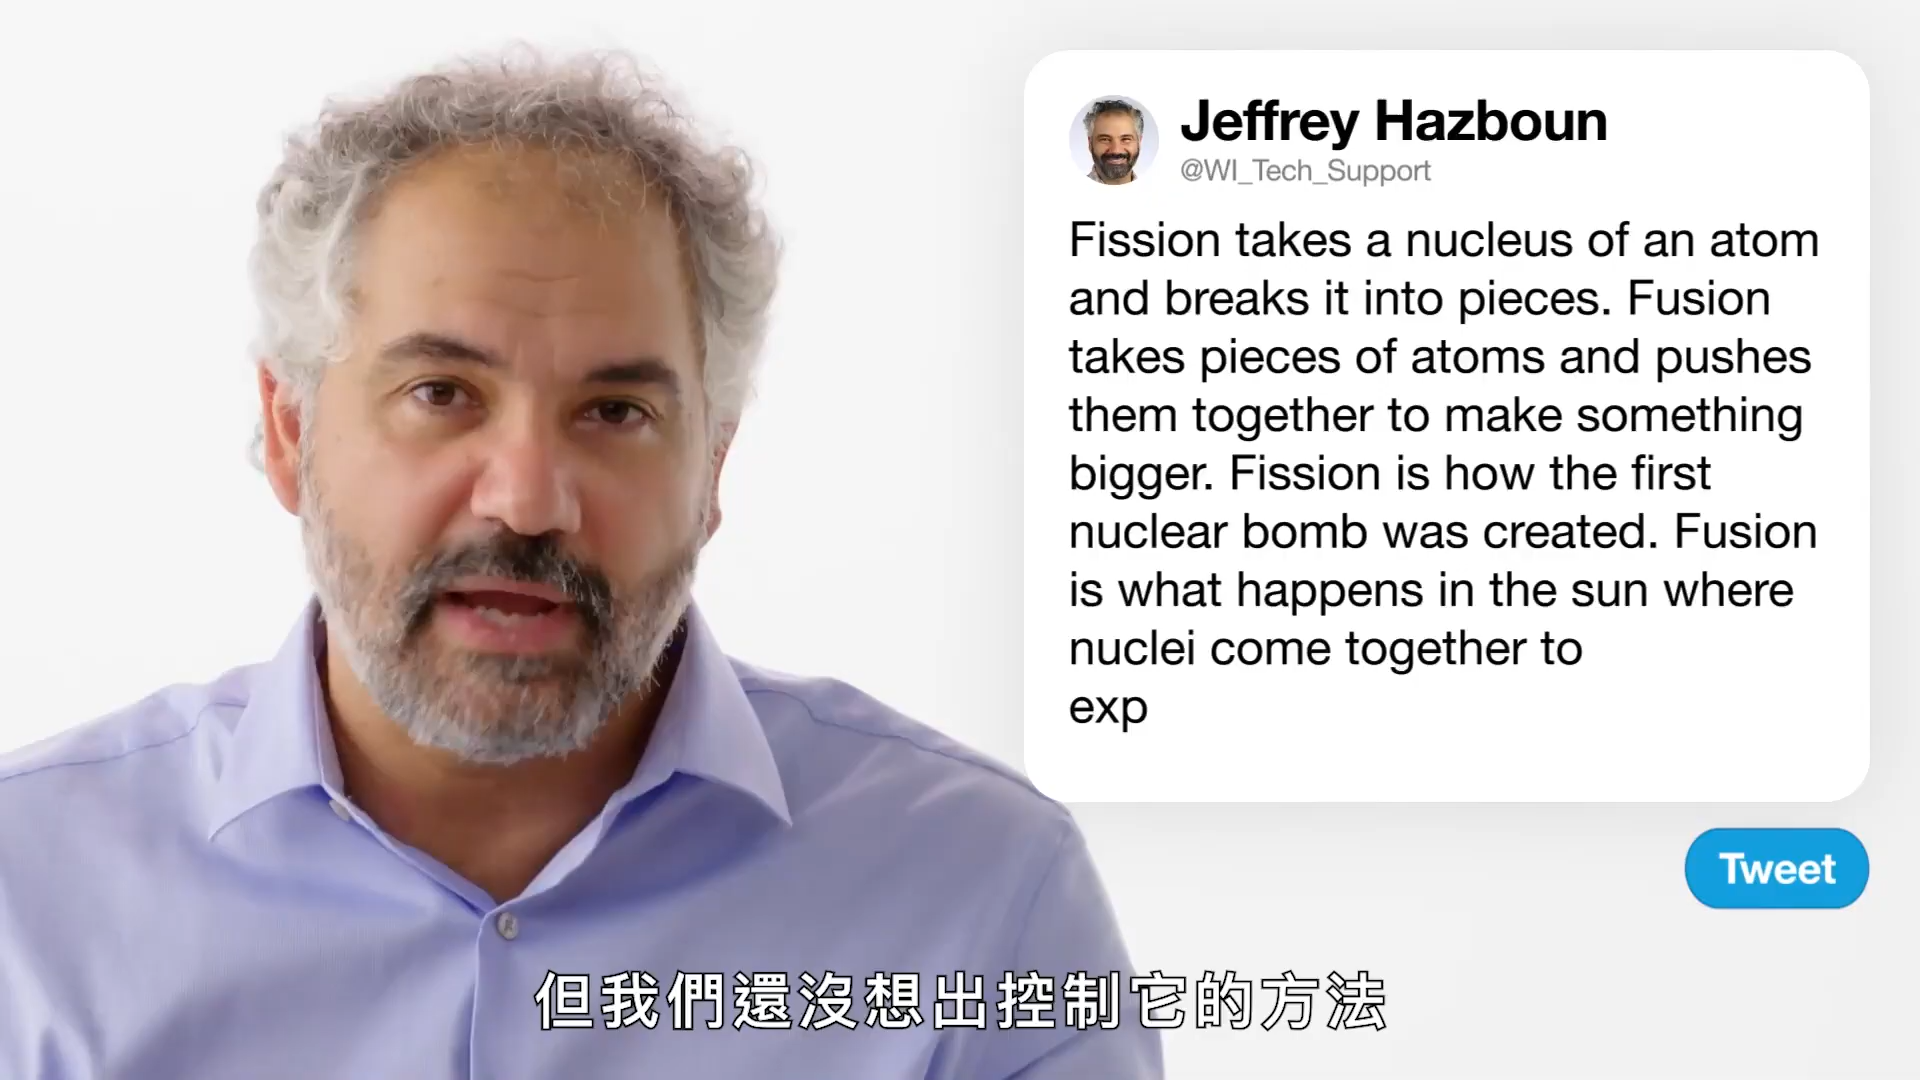 Jeffrey Hazboun
@WI_Tech_Support
Fission takes a nucleus of an atom
and breaks it into pieces. Fusion
takes pieces of atoms and pushes
them together to make something
bigger. Fission is how the first
nuclear bomb was created. Fusion
is what happens in the sun where
nuclei come together to
exp
Tweet
但我們還沒想出控制它的方法